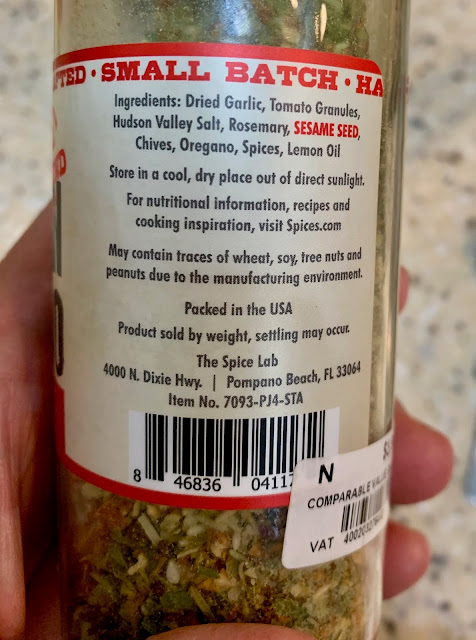 FTED • SMALL BATCH • HA
Ingredients: Dried Garlic, Tomato Granules,
Hudson Valley Salt, Rosemary, SESAME SEED,
Chives, Oregano, Spices, Lemon Oil
Store in a cool, dry place out of direct sunlight.
For nutritional information, recipes and
cooking inspiration, visit Spices.com
May contain traces of wheat, soy, tree nuts and
peanuts due to the manufacturing environment.
Packed in the USA
Product sold by weight, settling may occur.
The Spice Lab
4000 N. Dixie Hwy. | Pompano Beach, FL 33064
Item No. 7093-PJ4-STA
8 46836 0411
N
COMPARABLE VALUE
VAT